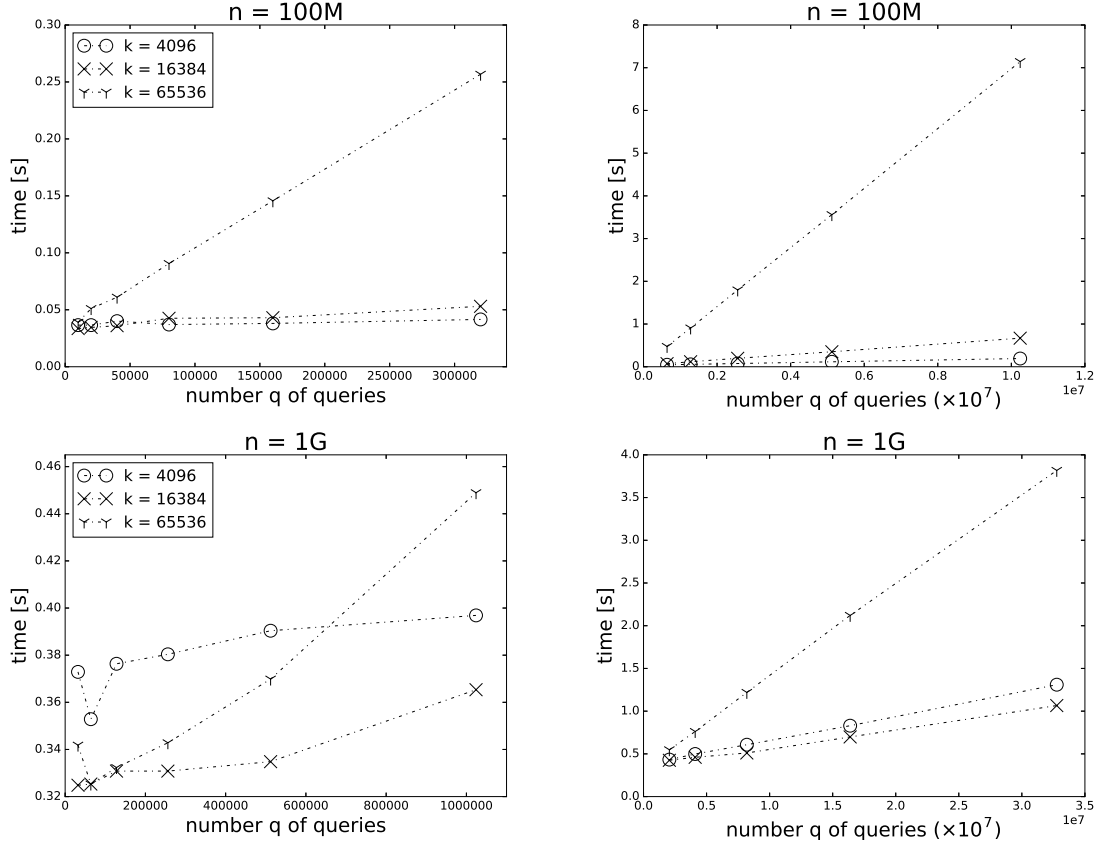 n = 100M
0.30
0.25
0.20
0.15
0.10
0.05
0.00
time [s]
k = 4096
k = 16384
k = 65536
0 50000 100000 150000 200000 250000 300000
number q of queries
n = 100M
8
7
6
5
4
3
2
1
0
time [s]
0.0 0.2 0.4 0.6 0.8 1.0 1.2
1e7
number q of queries (×10⁷)
n = 1G
0.46
0.44
0.42
0.40
0.38
0.36
0.34
0.32
time [s]
k = 4096
k = 16384
k = 65536
0 200000 400000 600000 800000 1000000
number q of queries
n = 1G
4.0
3.5
3.0
2.5
2.0
1.5
1.0
0.5
0.0
time [s]
0.0 0.5 1.0 1.5 2.0 2.5 3.0 3.5
1e7
number q of queries (×10⁷)